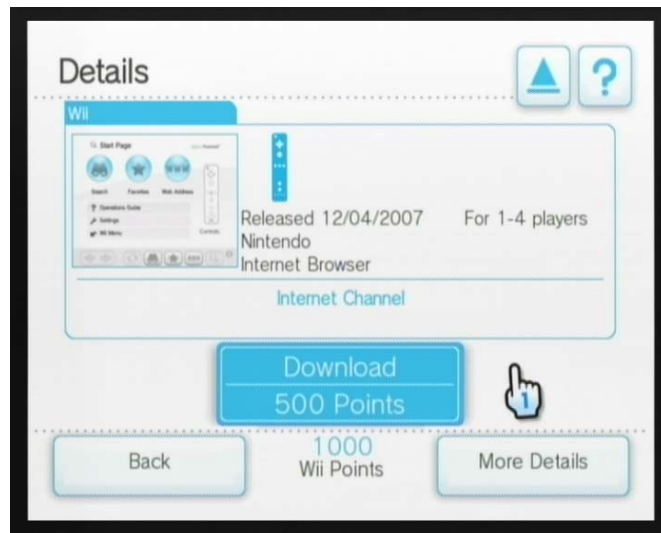 Details
?
Wii
Start Page
Search Favorites Web Address
? Operations Guide
Settings
Wii Menu
Controls
Released 12/04/2007 For 1-4 players
Nintendo
Internet Browser
Internet Channel
Download
500 Points
1
Back
1000
Wii Points
More Details